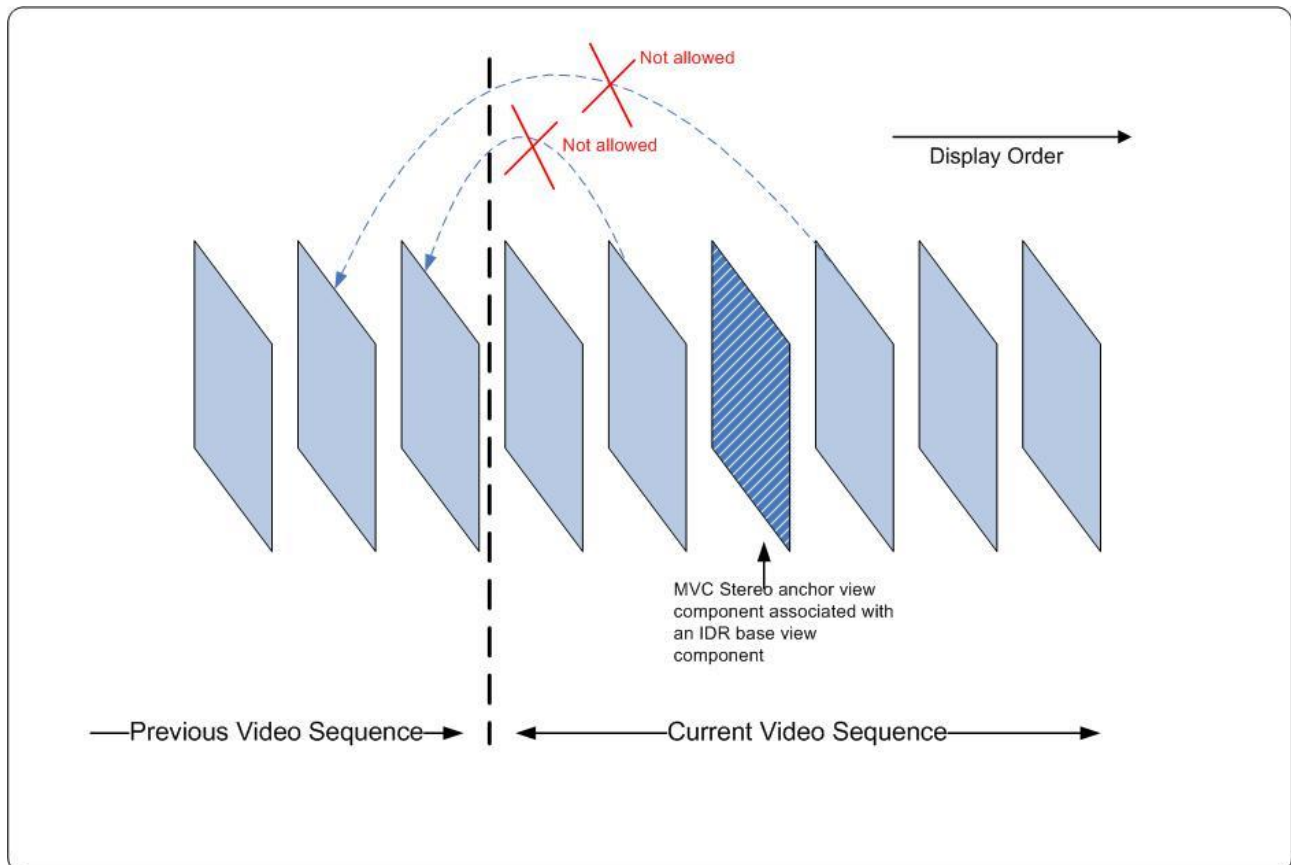 Not allowed
Not allowed
Display Order
MVC Stereo anchor view
component associated with
an IDR base view
component
Previous Video Sequence
Current Video Sequence